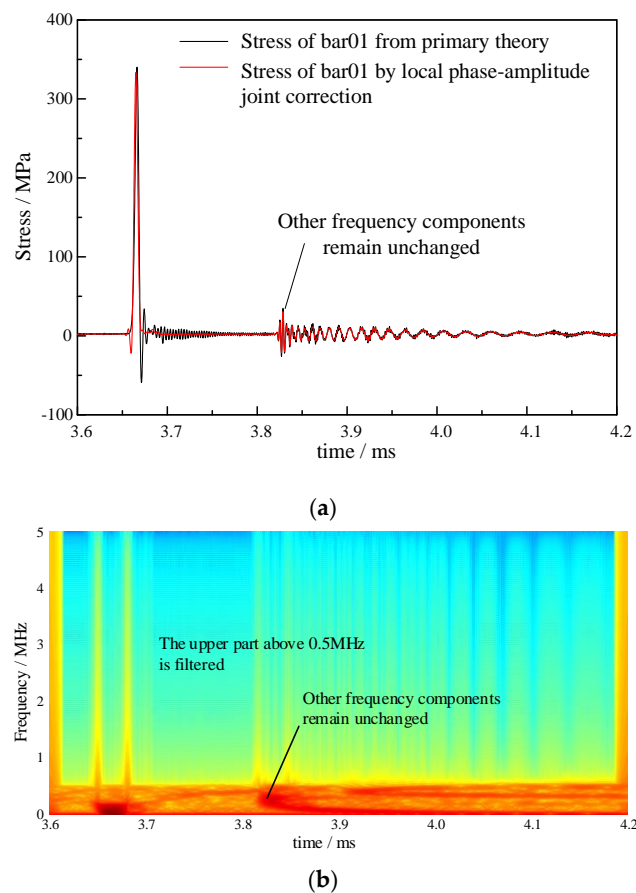 400
300
200
100
0
-100
Stress / MPa
Stress of bar01 from primary theory
Stress of bar01 by local phase-amplitude
joint correction
Other frequency components
remain unchanged
3.6 3.7 3.8 3.9 4.0 4.1 4.2
time / ms
(a)
5
4
3
2
1
0
Frequency / MHz
The upper part above 0.5MHz
is filtered
Other frequency components
remain unchanged
3.6 3.7 3.8 3.9 4.0 4.1 4.2
time / ms
(b)